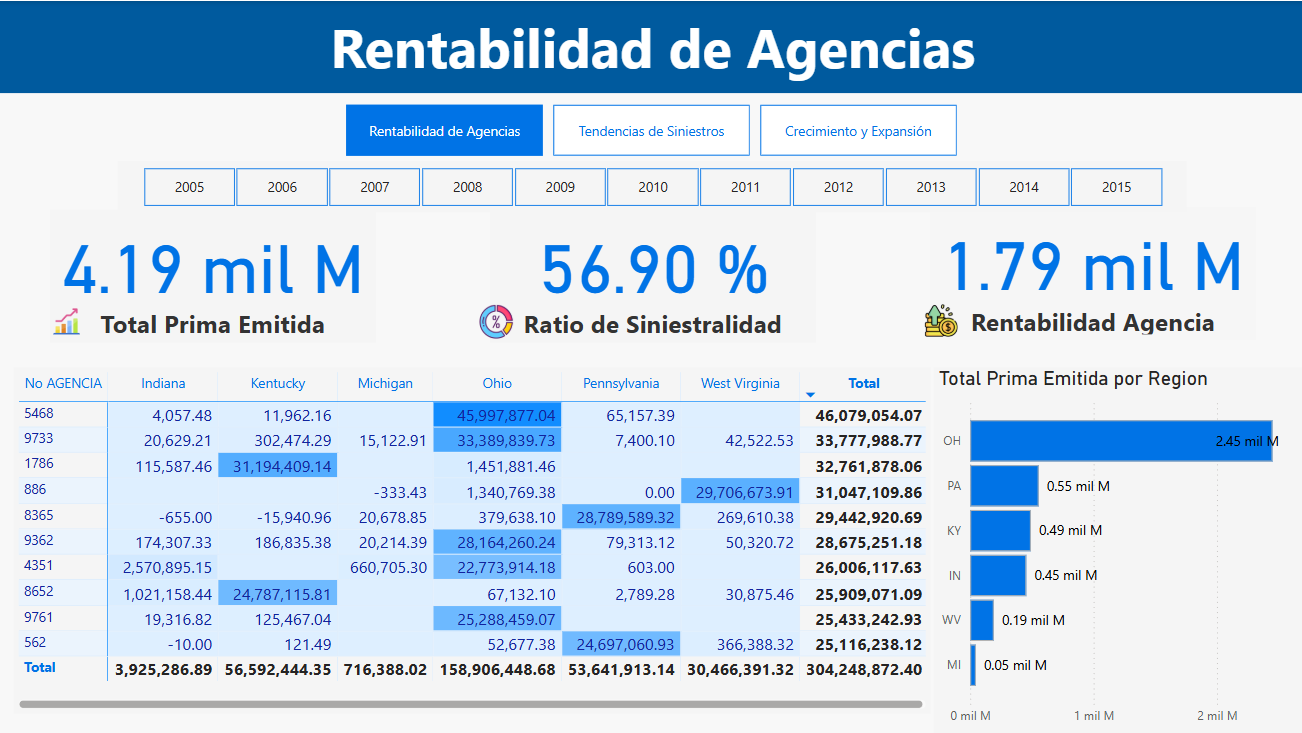 Rentabilidad de Agencias
Rentabilidad de Agencias Tendencias de Siniestros Crecimiento y Expansión
2005 2006 2007 2008 2009 2010 2011 2012 2013 2014 2015
4.19 mil M
Total Prima Emitida
56.90 %
%
Ratio de Siniestralidad
1.79 mil M
$
Rentabilidad Agencia
No AGENCIA Indiana Kentucky Michigan Ohio Pennsylvania West Virginia Total
5468 4,057.48 11,962.16 45,997,877.04 65,157.39 46,079,054.07
9733 20,629.21 302,474.29 15,122.91 33,389,839.73 7,400.10 42,522.53 33,777,988.77
1786 115,587.46 31,194,409.14 1,451,881.46 32,761,878.06
886 -333.43 1,340,769.38 0.00 29,706,673.91 31,047,109.86
8365 -655.00 -15,940.96 20,678.85 379,638.10 28,789,589.32 269,610.38 29,442,920.69
9362 174,307.33 186,835.38 20,214.39 28,164,260.24 79,313.12 50,320.72 28,675,251.18
4351 2,570,895.15 660,705.30 22,773,914.18 603.00 26,006,117.63
8652 1,021,158.44 24,787,115.81 67,132.10 2,789.28 30,875.46 25,909,071.09
9761 19,316.82 125,467.04 25,288,459.07 25,433,242.93
562 -10.00 121.49 52,677.38 24,697,060.93 366,388.32 25,116,238.12
Total 3,925,286.89 56,592,444.35 716,388.02 158,906,448.68 53,641,913.14 30,466,391.32 304,248,872.40
Total Prima Emitida por Region
OH 2.45 mil M
PA 0.55 mil M
KY 0.49 mil M
IN 0.45 mil M
WV 0.19 mil M
MI 0.05 mil M
0 mil M 1 mil M 2 mil M